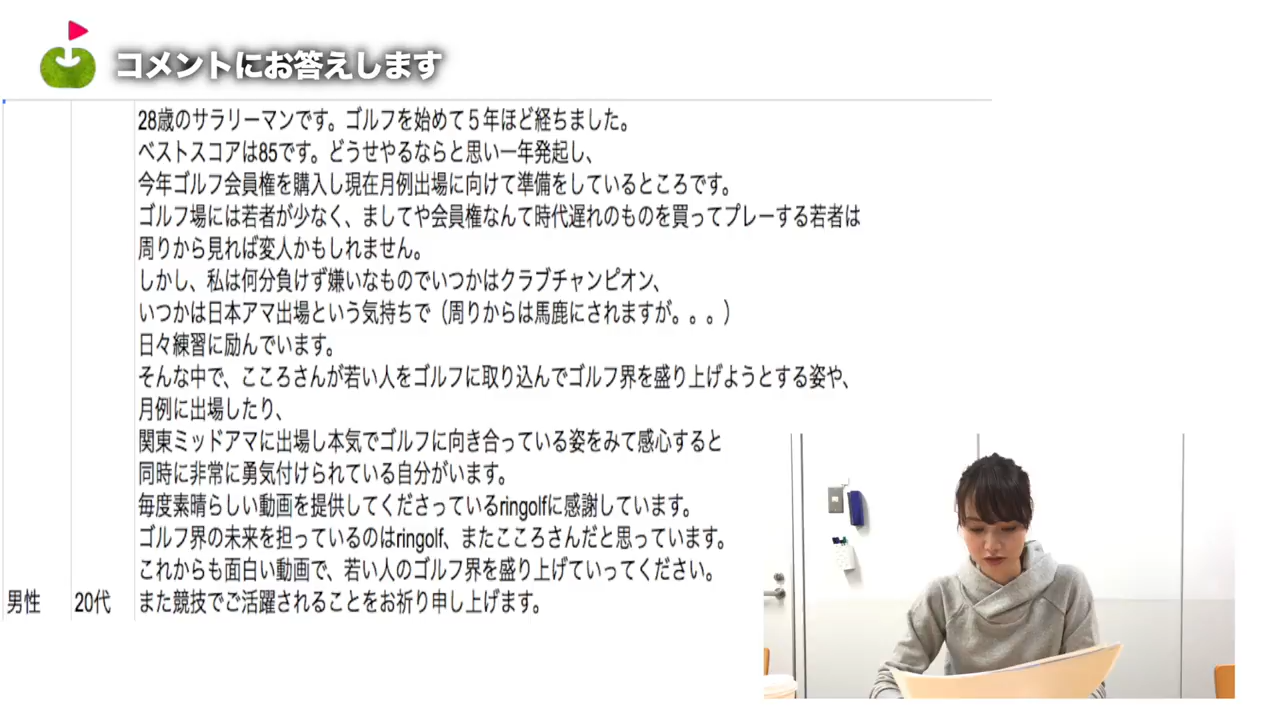 コメントにお答えします
28歳のサラリーマンです。ゴルフを始めて５年ほど経ちました。
ベストスコアは85です。どうせやるならと思い一年発起し、
今年ゴルフ会員権を購入し現在月例出場に向けて準備をしているところです。
ゴルフ場には若者が少なく、ましてや会員権なんて時代遅れのものを買ってプレーする若者は
周りから見れば変人かもしれません。
しかし、私は何分負けず嫌いなものでいつかはクラブチャンピオン、
いつかは日本アマ出場という気持ちで（周りからは馬鹿にされますが。。。）
日々練習に励んでいます。
そんな中で、こころさんが若い人をゴルフに取り込んでゴルフ界を盛り上げようとする姿や、
月例に出場したり、
関東ミッドアマに出場し本気でゴルフに向き合っている姿をみて感心すると
同時に非常に勇気付けられている自分がいます。
毎度素晴らしい動画を提供してくださっているringolfに感謝しています。
ゴルフ界の未来を担っているのはringolf、またこころさんだと思っています。
これからも面白い動画で、若い人のゴルフ界を盛り上げていってください。
男性 20代 また競技でご活躍されることをお祈り申し上げます。